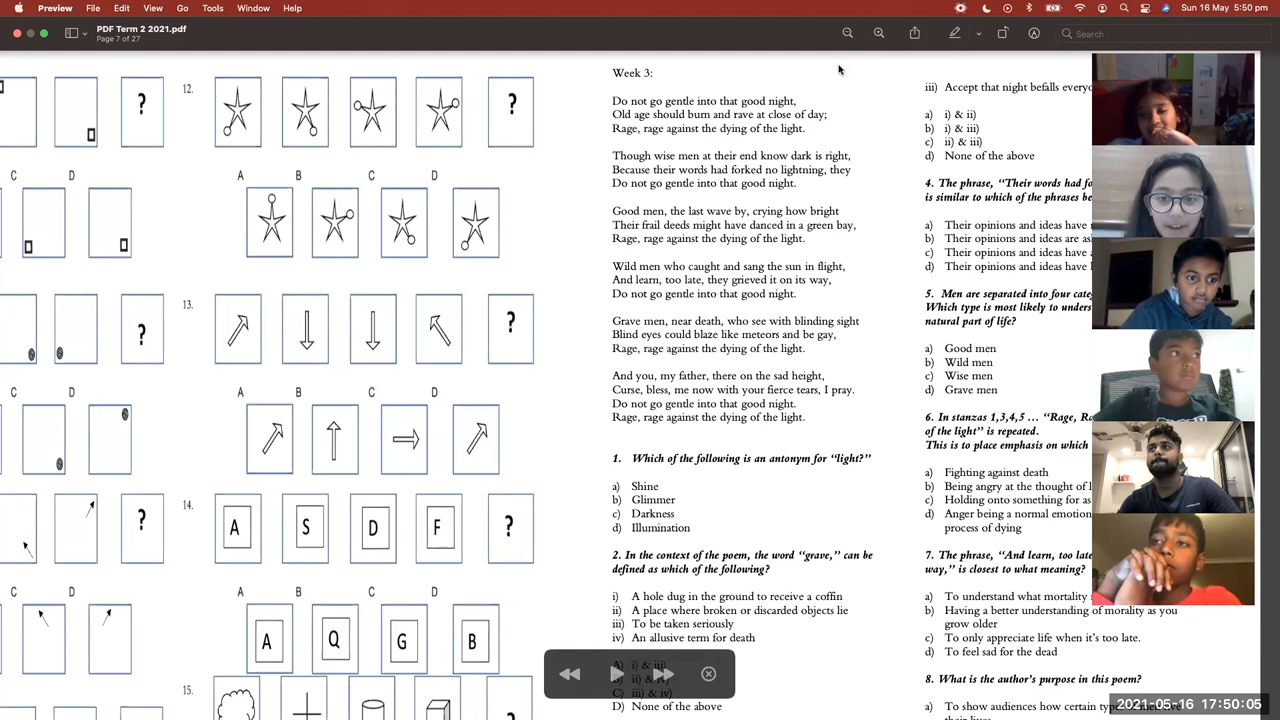 Preview File Edit View Go Tools Window Help
Sun 16 May 5:50 pm
PDF Term 2 2021.pdf
Page 7 of 27
Search
?
C D
?
C D
?
C D
12.
?
A B C D
13.
?
A B C D
14.
A S D F ?
A B C D
A Q G B
15.
Week 3:
Do not go gentle into that good night,
Old age should burn and rave at close of day;
Rage, rage against the dying of the light.
Though wise men at their end know dark is right,
Because their words had forked no lightning, they
Do not go gentle into that good night.
Good men, the last wave by, crying how bright
Their frail deeds might have danced in a green bay,
Rage, rage against the dying of the light.
Wild men who caught and sang the sun in flight,
And learn, too late, they grieved it on its way,
Do not go gentle into that good night.
Grave men, near death, who see with blinding sight
Blind eyes could blaze like meteors and be gay,
Rage, rage against the dying of the light.
And you, my father, there on the sad height,
Curse, bless, me now with your fierce tears, I pray.
Do not go gentle into that good night.
Rage, rage against the dying of the light.
1. Which of the following is an antonym for “light?”
a) Shine
b) Glimmer
c) Darkness
d) Illumination
2. In the context of the poem, the word “grave,” can be
defined as which of the following?
i) A hole dug in the ground to receive a coffin
ii) A place where broken or discarded objects lie
iii) To be taken seriously
iv) An allusive term for death
A) i) & iii)
B) ii) & iv)
C) iii) & iv)
D) None of the above
iii) Accept that night befalls
a) i) & ii)
b) i) & iii)
c) ii) & iii)
d) None of the above
4. The phrase, “Their words had
is similar to which of the phrases
a) Their opinions and ideas have
b) Their opinions and ideas are
c) Their opinions and ideas have
d) Their opinions and ideas have
5. Men are separated into four
Which type is most likely to
natural part of life?
a) Good men
b) Wild men
c) Wise men
d) Grave men
6. In stanzas 1,3,4,5 … “Rage,
of the light” is repeated.
This is to place emphasis on which
a) Fighting against death
b) Being angry at the thought of
c) Holding onto something for
d) Anger being a normal emotion
process of dying
7. The phrase, “And learn, too late
way,” is closest to what meaning?
a) To understand what mortality
b) Having a better understanding of morality as you
grow older
c) To only appreciate life when it’s too late.
d) To feel sad for the dead
8. What is the author’s purpose in this poem?
a) To show audiences how certain
2021-05-16 17:50:05